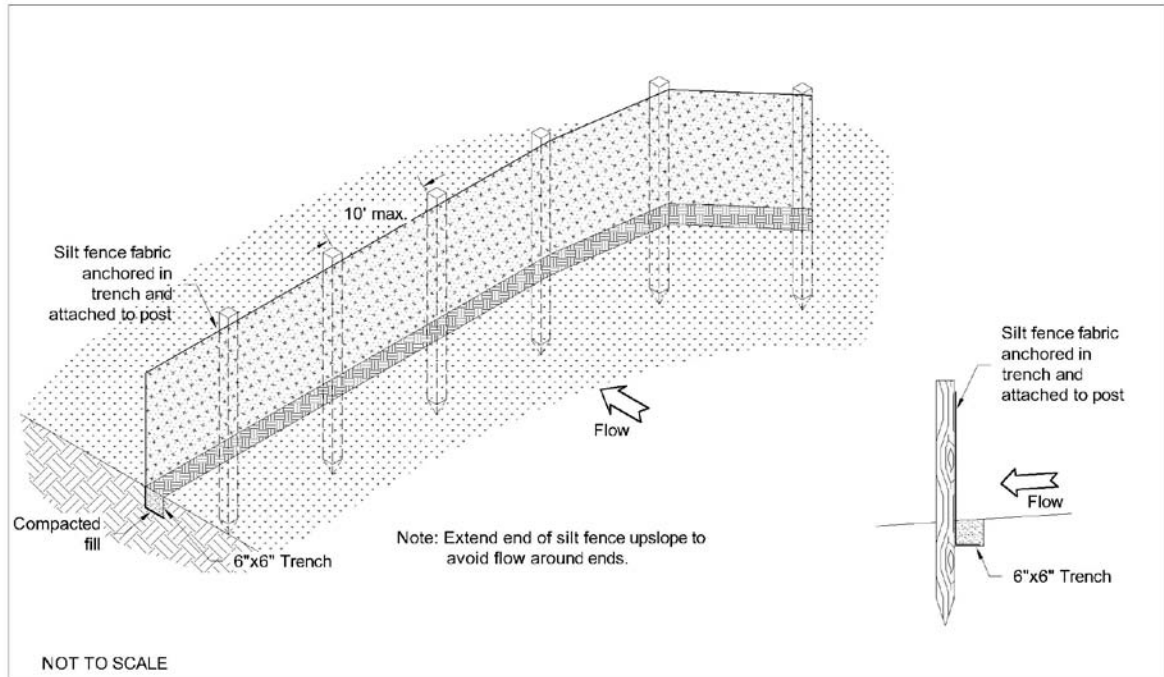 10' max.
Silt fence fabric
anchored in
trench and
attached to post
Flow
Compacted
fill
6"x6" Trench
Note: Extend end of silt fence upslope to
avoid flow around ends.
Silt fence fabric
anchored in
trench and
attached to post
Flow
6"x6" Trench
NOT TO SCALE